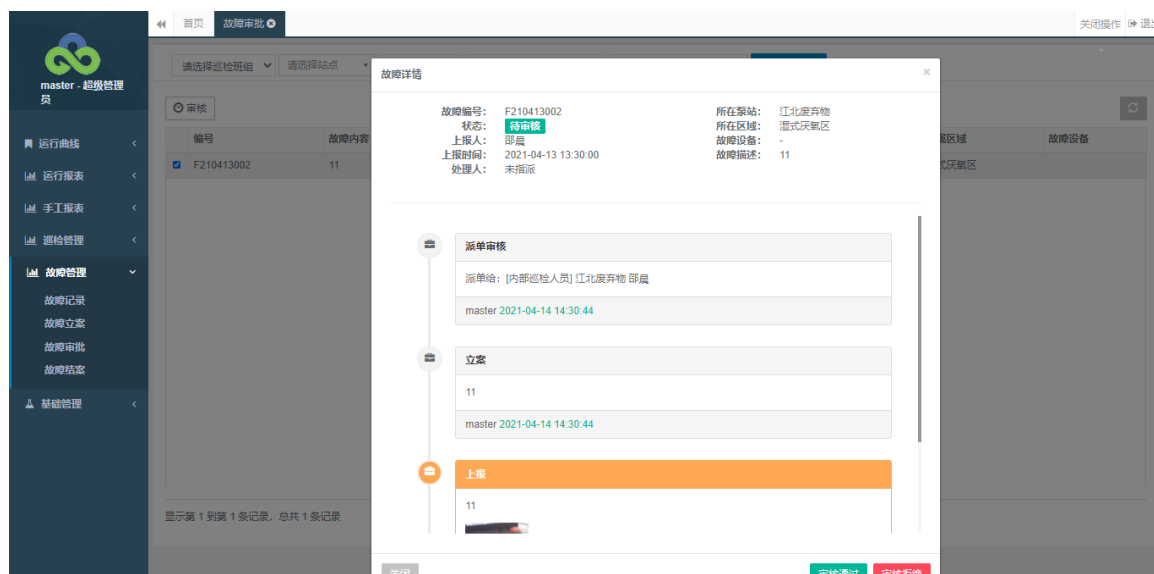 首页
故障审批
关闭操作
master - 超级管理
员
请选择巡检班组
请选择站点
故障详情
审核
故障编号： F210413002
所在泵站： 江北废弃物
状态： 待审核
所在区域： 湿式厌氧区
上报人： 邵晨
故障设备： -
上报时间： 2021-04-13 13:30:00
故障描述： 11
处理人： 未指派
编号
故障内容
故障设备
F210413002
11
运行曲线
运行报表
手工报表
巡检管理
故障管理
故障记录
故障立案
故障审批
故障结案
基础管理
派单审核
派单给：[内部巡检人员] 江北废弃物 邵晨
master 2021-04-14 14:30:44
立案
11
master 2021-04-14 14:30:44
上报
11
显示第 1 到第 1 条记录，总共 1 条记录